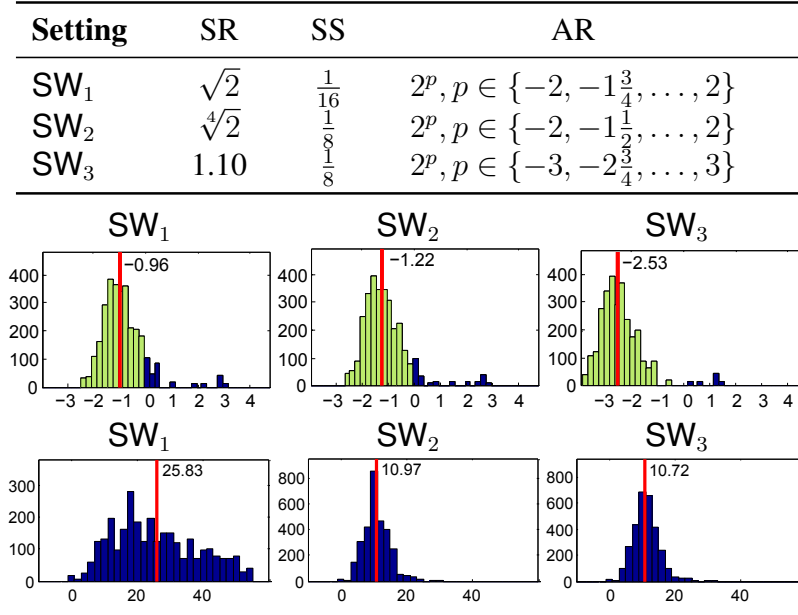 Setting SR SS AR
SW₁ √2 1/16 2^p, p ∈ {−2, −1 3/4, . . . , 2}
SW₂ ∜2 1/8 2^p, p ∈ {−2, −1 1/2, . . . , 2}
SW₃ 1.10 1/8 2^p, p ∈ {−3, −2 3/4, . . . , 3}
SW₁ SW₂ SW₃
−0.96 −1.22 −2.53
400 400 400
300 300 300
200 200 200
100 100 100
0 0 0
−3 −2 −1 0 1 2 3 4 −3 −2 −1 0 1 2 3 4 −3 −2 −1 0 1 2 3 4
SW₁ SW₂ SW₃
25.83 10.97 10.72
300 800 800
200 600 600
100 400 400
0 200 200
0 0
0 20 40 0 20 40 0 20 40